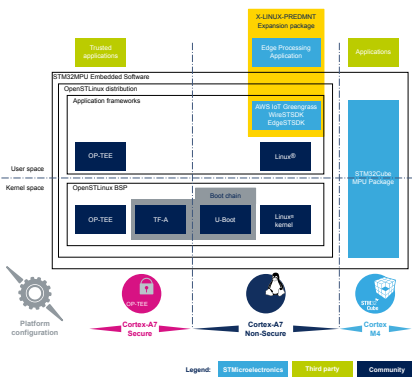 X-LINUX-PREDMNT
Expansion package
Trusted
applications
Edge Processing
Application
Applications
STM32MPU Embedded Software
OpenSTLinux distribution
Application frameworks
AWS IoT Greengrass
WireSTSDK
EdgeSTSDK
OP-TEE
Linux®
STM32Cube
MPU Package
User space
Kernel space
OpenSTLinux BSP
Boot chain
OP-TEE
TF-A
U-Boot
Linux®
kernel
OP-TEE
STM32
Cube
Platform
configuration
Cortex-A7
Secure
Cortex-A7
Non-Secure
Cortex
M4
Legend:
STMicroelectronics
Third party
Community